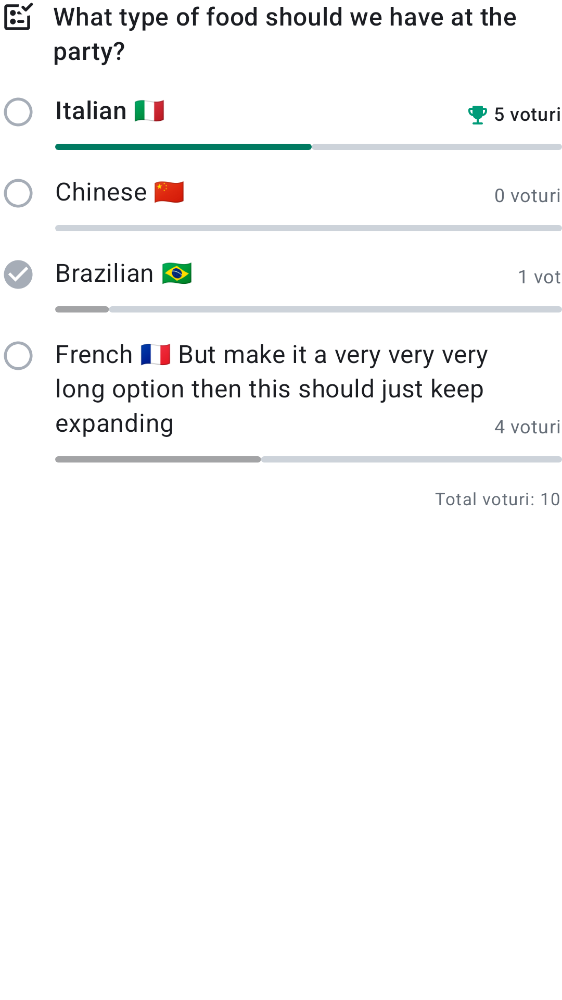 What type of food should we have at the
party?
Italian 🇮🇹
5 voturi
Chinese 🇨🇳
0 voturi
Brazilian 🇧🇷
1 vot
French 🇫🇷 But make it a very very very
long option then this should just keep
expanding
4 voturi
Total voturi: 10